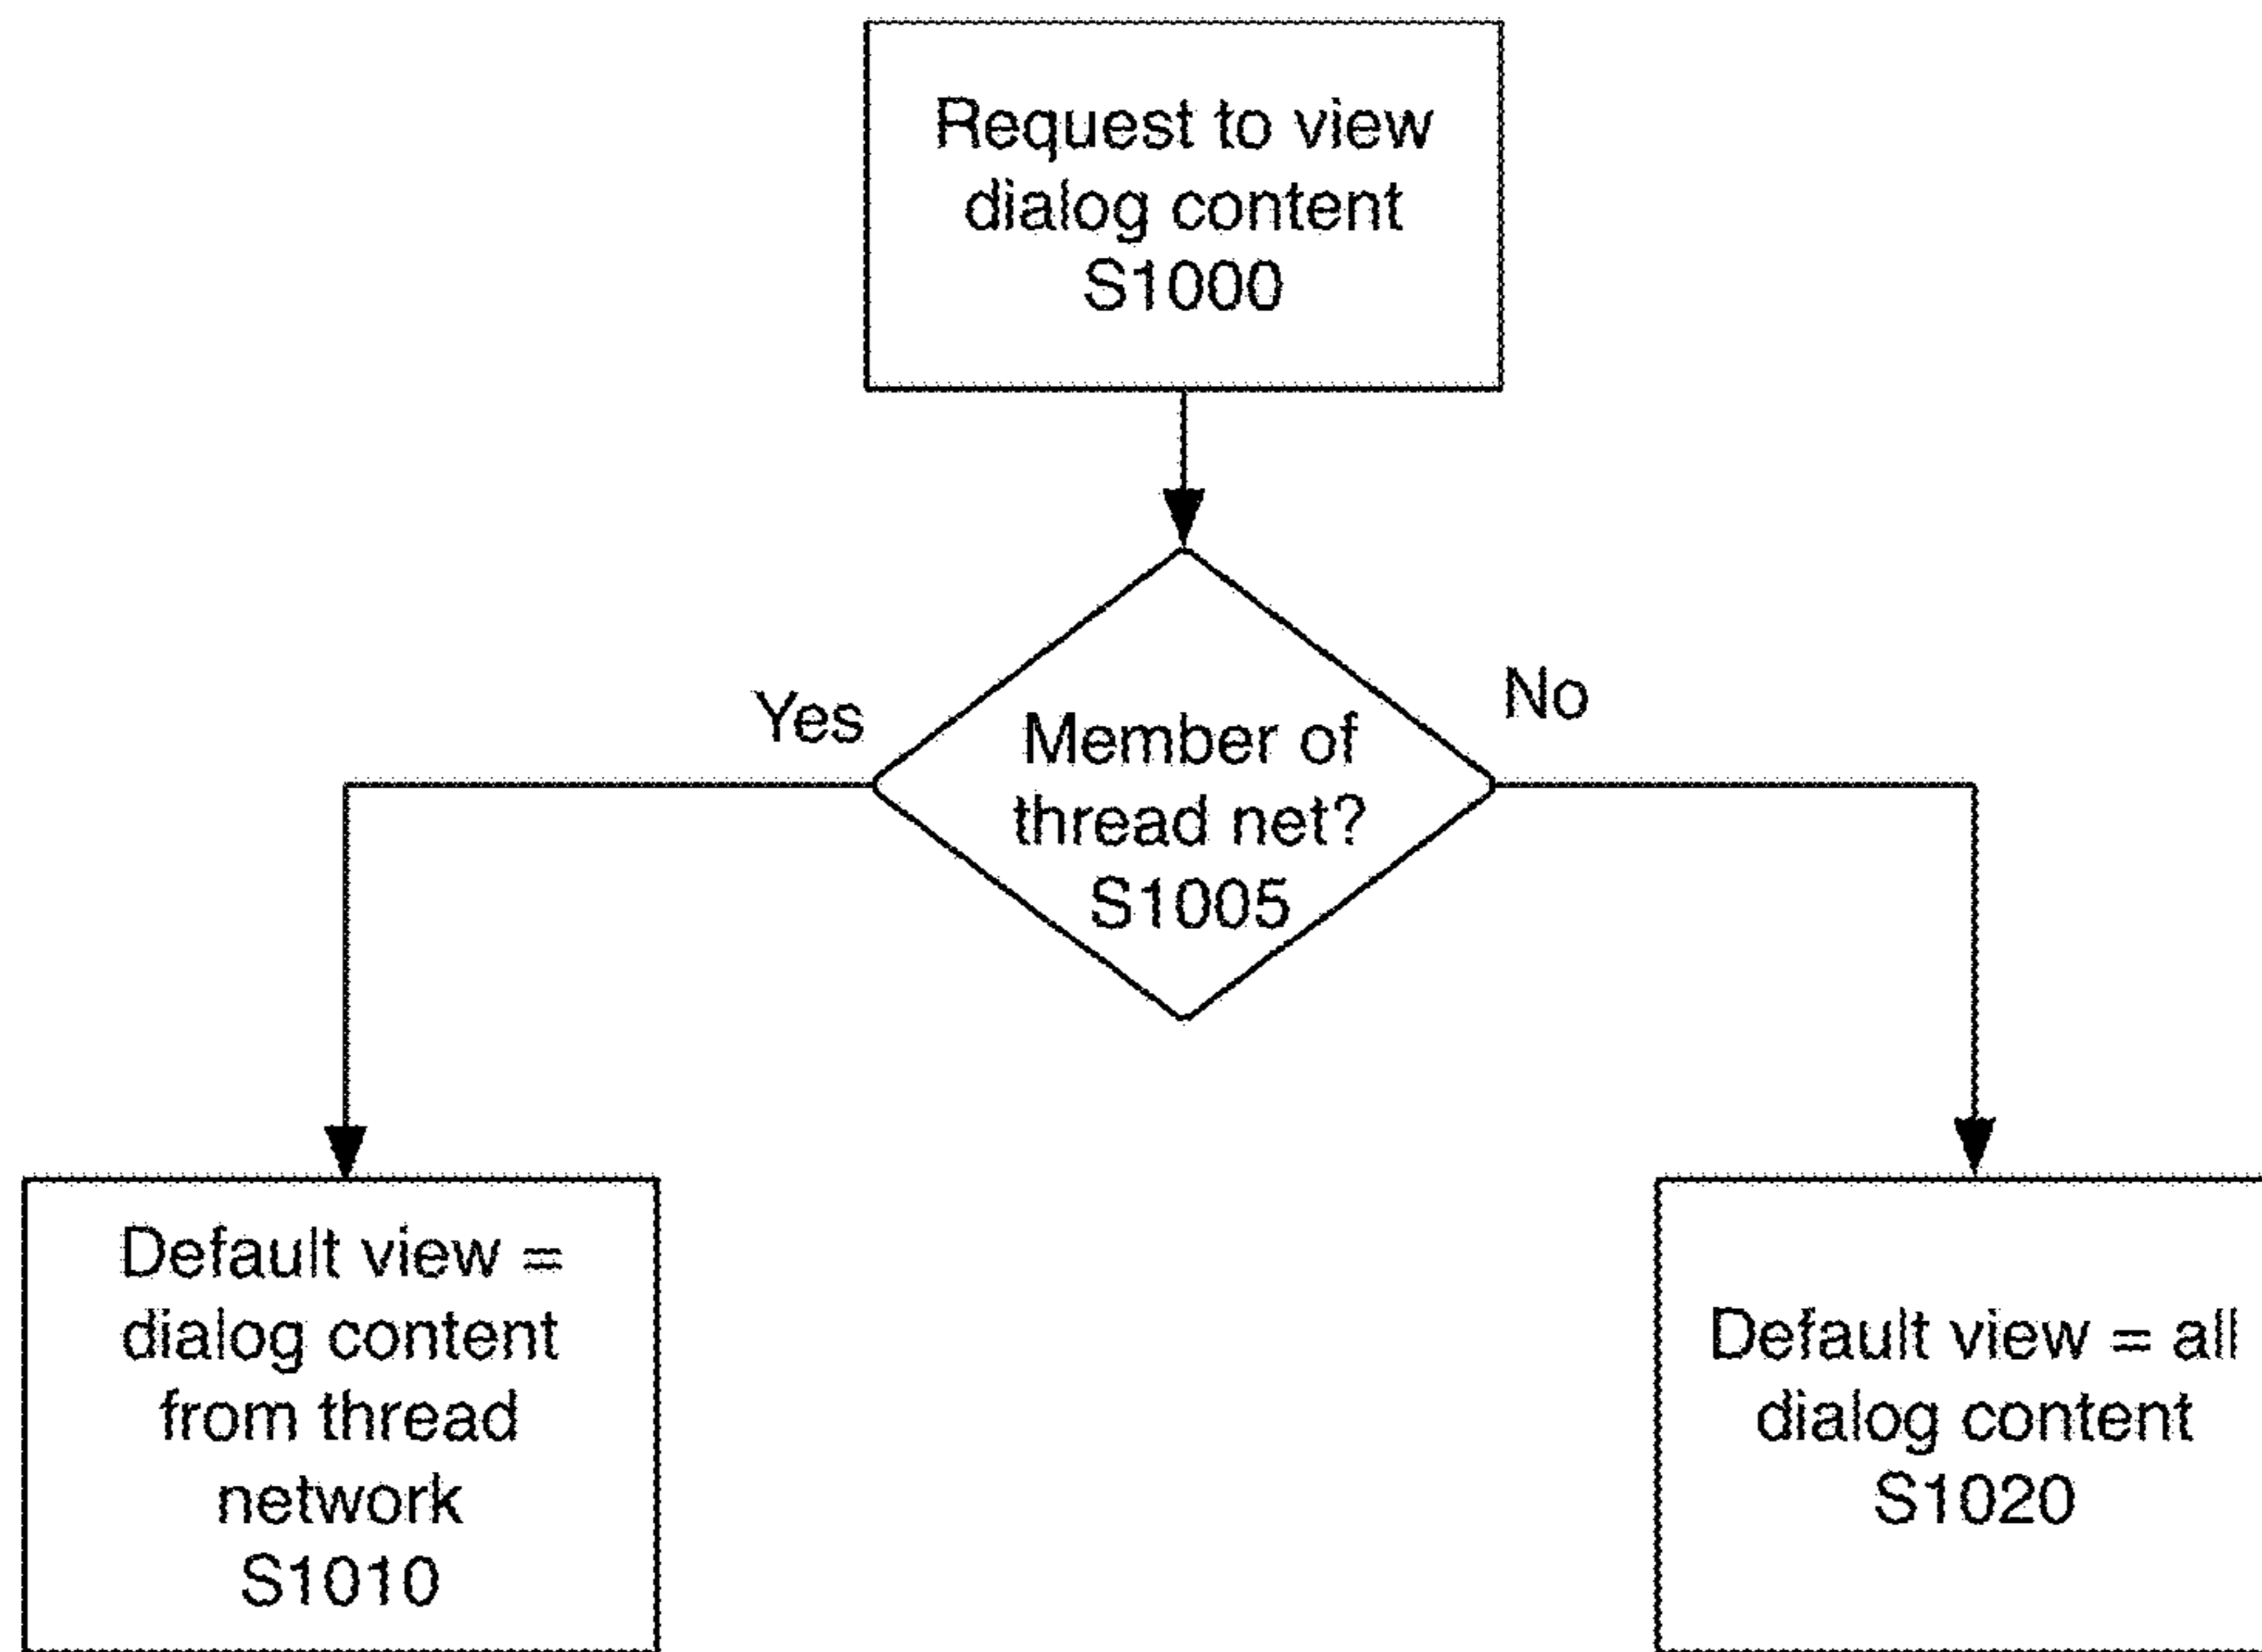 Request to view
dialog content
S1000
Yes
No
Member of
thread net?
S1005
Default view =
dialog content
from thread
network
S1010
Default view = all
dialog content
S1020